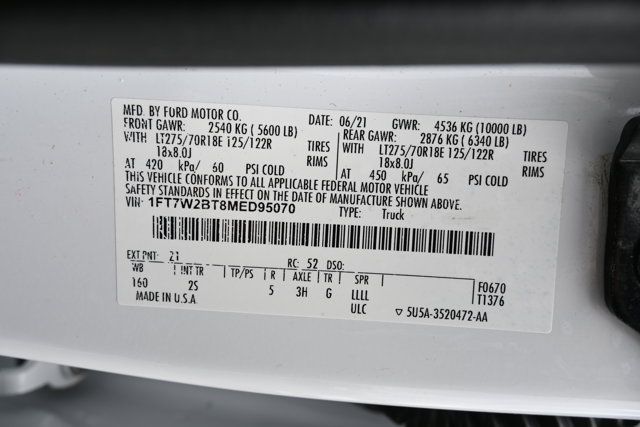 MFD. BY FORD MOTOR CO. DATE: 06/21 GVWR: 4536 KG (10000 LB)
FRONT GAWR: 2540 KG (5600 LB) REAR GAWR: 2876 KG (6340 LB)
WITH LT275/70R18E 125/122R TIRES WITH LT275/70R18E 125/122R TIRES
18x8.0J RIMS 18x8.0J RIMS
AT 420 kPa/ 60 PSI COLD AT 450 kPa/ 65 PSI COLD
THIS VEHICLE CONFORMS TO ALL APPLICABLE FEDERAL MOTOR VEHICLE
SAFETY STANDARDS IN EFFECT ON THE DATE OF MANUFACTURE SHOWN ABOVE.
VIN: 1FT7W2BT8MED95070 TYPE: Truck
EXT PNT: Z1 RC: 52 DSO:
WB INT TR TP/PS R AXLE TR SPR F0670
160 2S 5 3H G LLLL T1376
MADE IN U.S.A. ULC ▽ 5U5A-3520472-AA